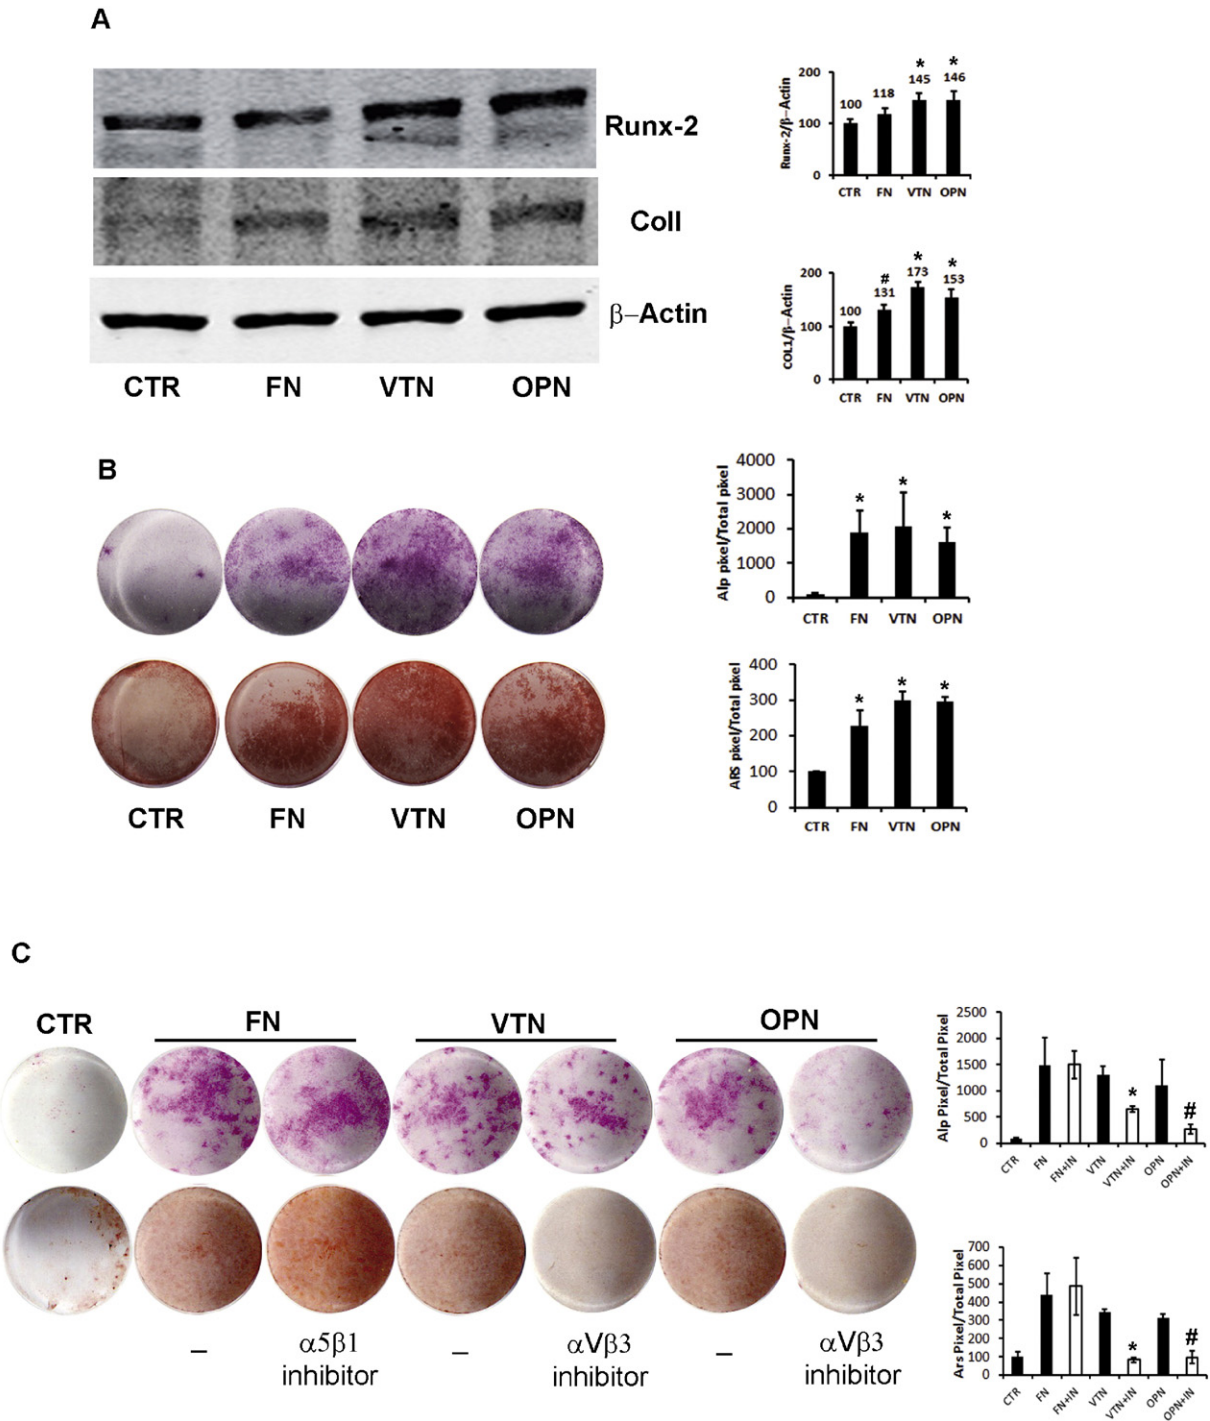 A
Runx-2
ColI
β–Actin
CTR FN VTN OPN
Runx-2/β-Actin
200
100
0
100 118 * 145 * 146
CTR FN VTN OPN
COL1/β-Actin
200
100
0
100 # 131 * 173 * 153
CTR FN VTN OPN
B
CTR FN VTN OPN
Alp pixel/Total pixel
4000
3000
2000
1000
0
* * *
CTR FN VTN OPN
ARS pixel/Total pixel
400
300
200
100
0
* * *
CTR FN VTN OPN
C
CTR FN VTN OPN
– α5β1 inhibitor – αVβ3 inhibitor – αVβ3 inhibitor
Alp Pixel/Total Pixel
2500
2000
1500
1000
500
0
* #
CTR FN FN+IN VTN VTN+IN OPN OPN+IN
Ars Pixel/Total Pixel
700
600
500
400
300
200
100
0
* #
CTR FN FN+IN VTN VTN+IN OPN OPN+IN